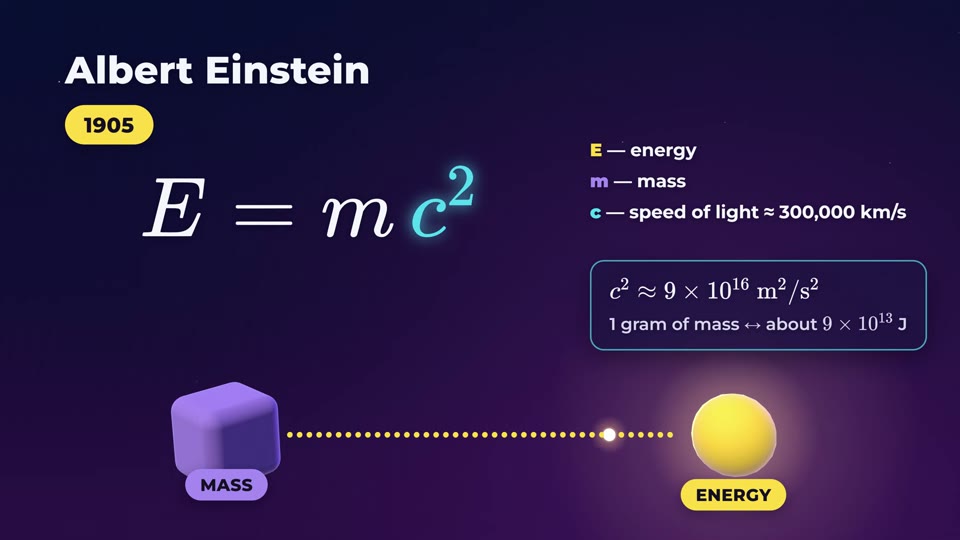 Albert Einstein
1905
E = m c²
E — energy
m — mass
c — speed of light ≈ 300,000 km/s
c² ≈ 9 × 10¹⁶ m²/s²
1 gram of mass ↔ about 9 × 10¹³ J
MASS
ENERGY